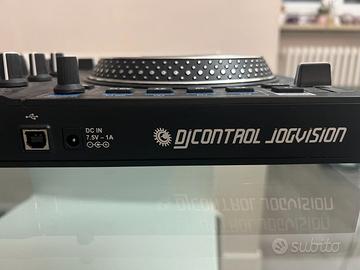 DC IN
7.5V - 1A
DJCONTROL JOGVISION
subito